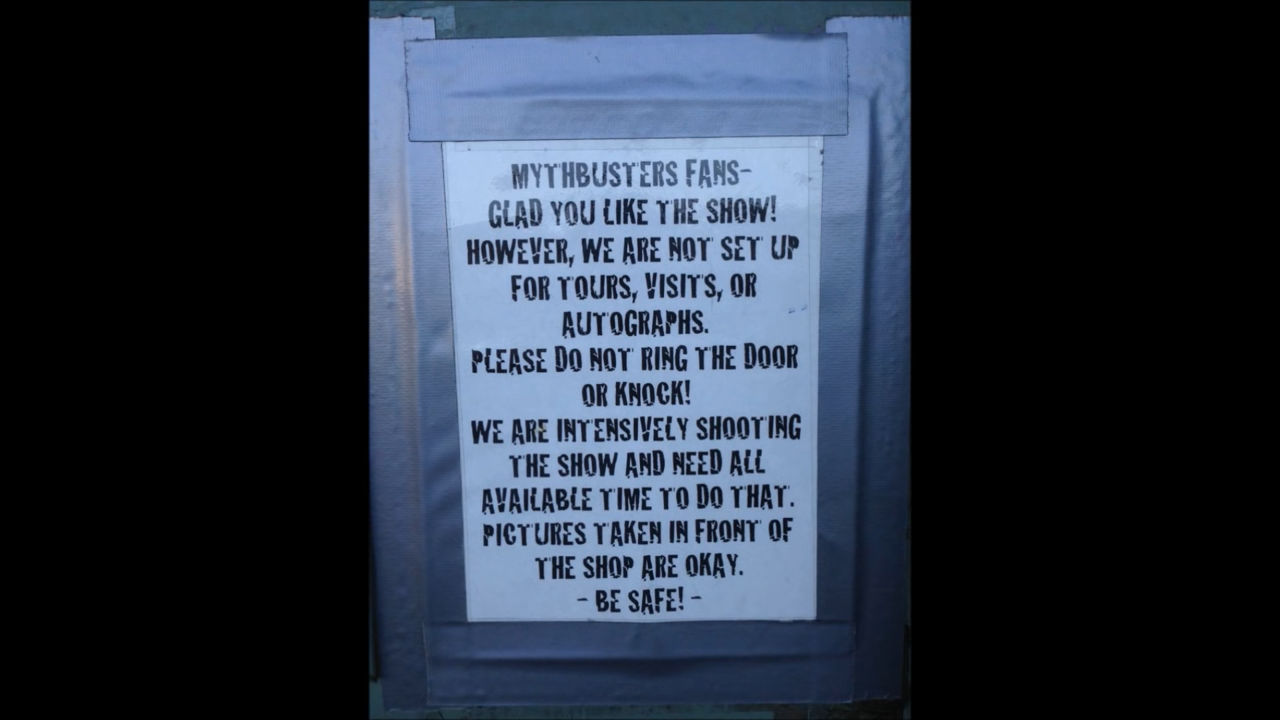 MYTHBUSTERS FANS-
GLAD YOU LIKE THE SHOW!
HOWEVER, WE ARE NOT SET UP
FOR TOURS, VISITS, OR
AUTOGRAPHS.
PLEASE DO NOT RING THE DOOR
OR KNOCK!
WE ARE INTENSIVELY SHOOTING
THE SHOW AND NEED ALL
AVAILABLE TIME TO DO THAT.
PICTURES TAKEN IN FRONT OF
THE SHOP ARE OKAY.
- BE SAFE! -